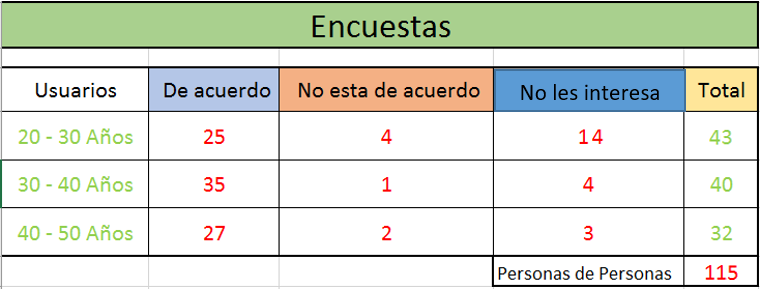 Encuestas
Usuarios De acuerdo No esta de acuerdo No les interesa Total
20 - 30 Años 25 4 14 43
30 - 40 Años 35 1 4 40
40 - 50 Años 27 2 3 32
Personas de Personas 115